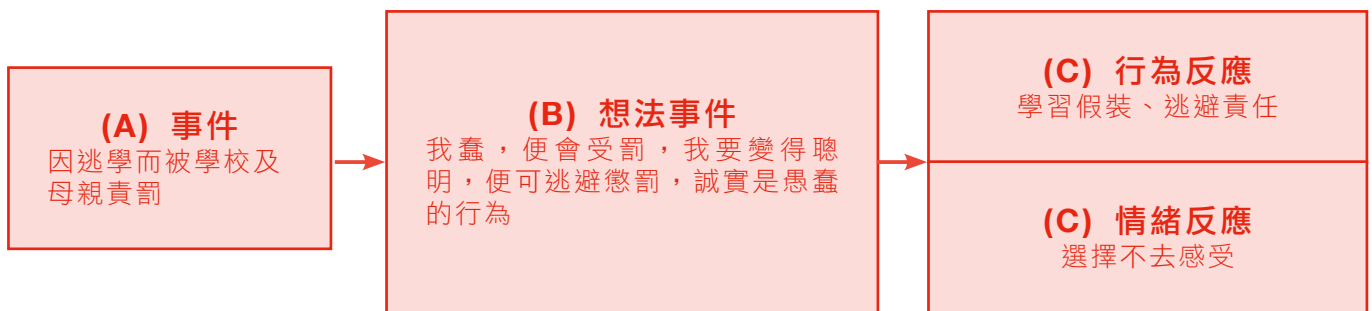 (A) 事件
因逃學而被學校及
母親責罰
(B) 想法事件
我蠢，便會受罰，我要變得聰
明，便可逃避懲罰，誠實是愚蠢
的行為
(C) 行為反應
學習假裝、逃避責任
(C) 情緒反應
選擇不去感受